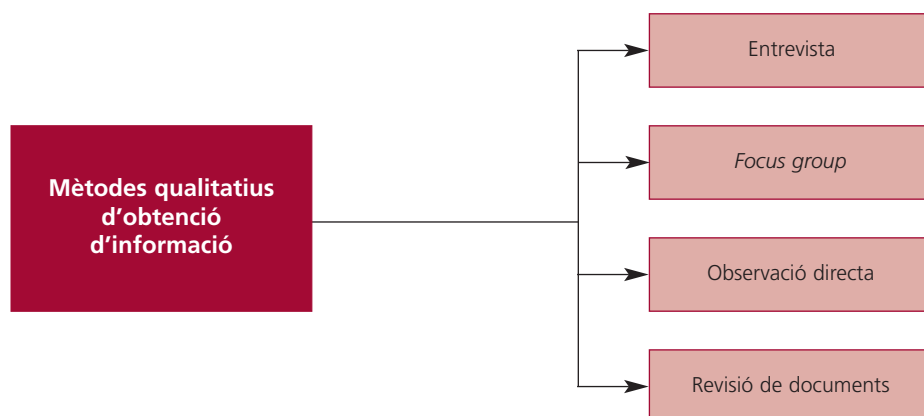 Mètodes qualitatius
d'obtenció
d'informació
Entrevista
Focus group
Observació directa
Revisió de documents